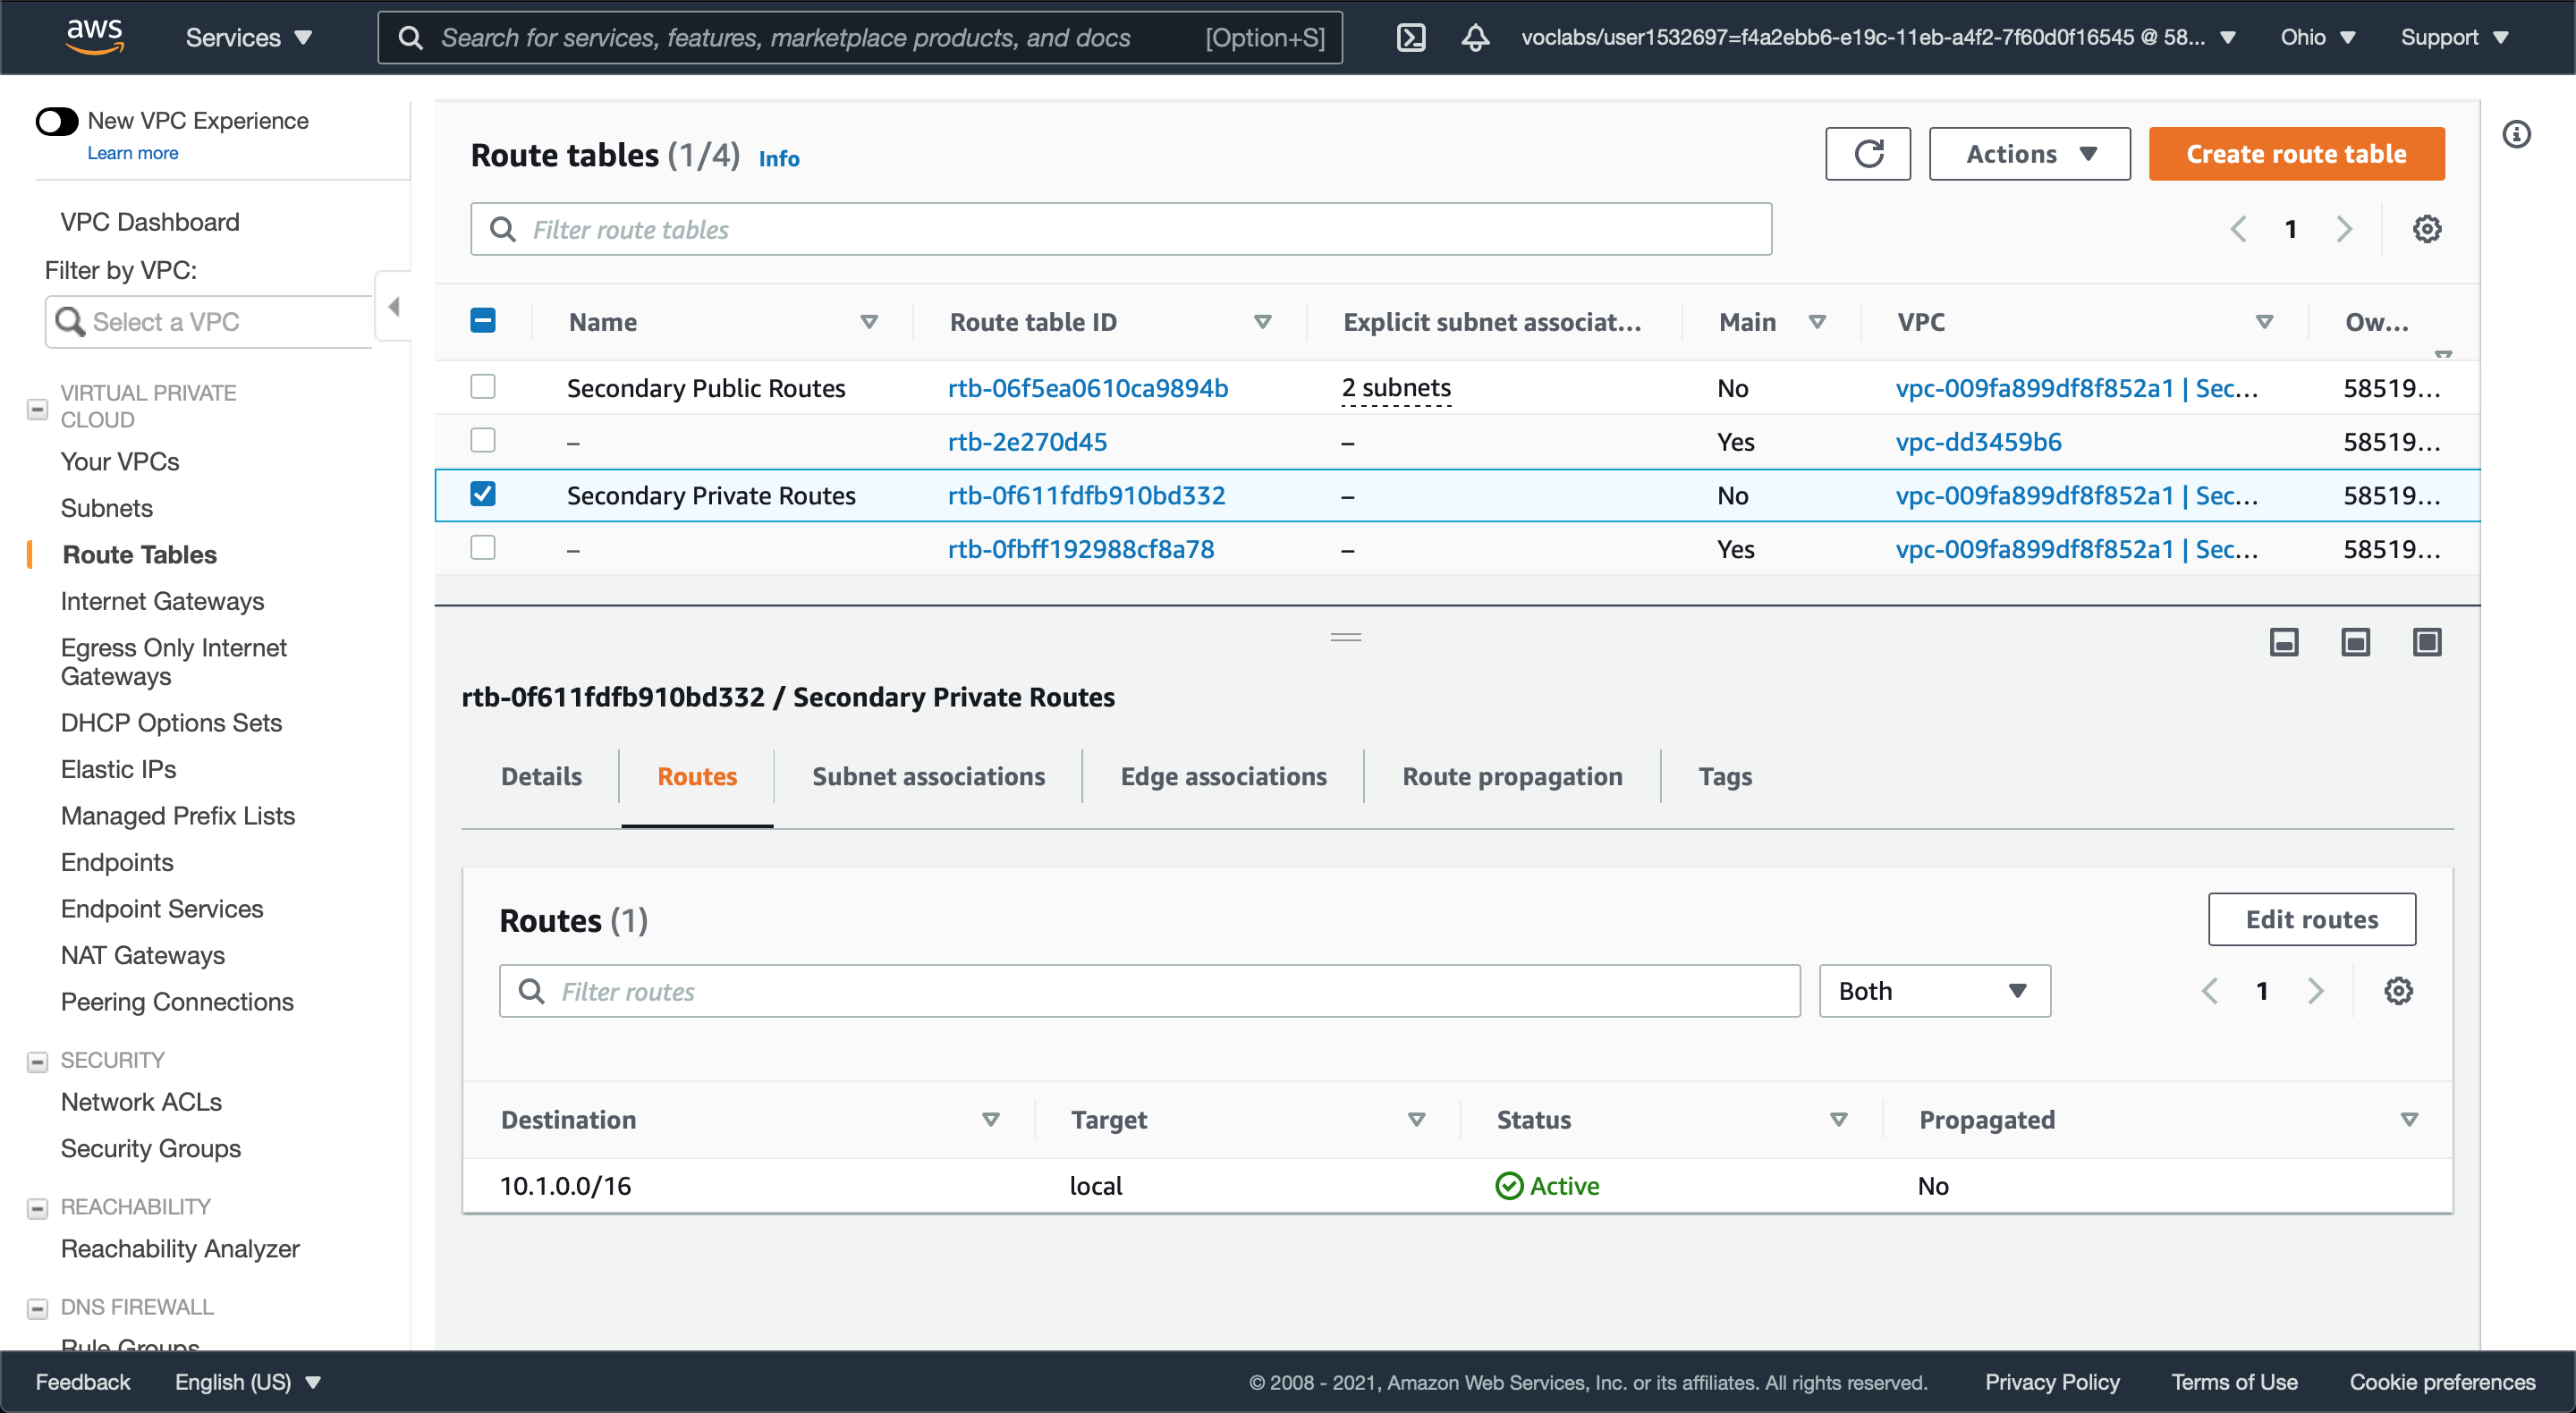 aws
Services
Search for services, features, marketplace products, and docs [Option+S]
voclabs/user1532697=f4a2ebb6-e19c-11eb-a4f2-7f60d0f16545 @ 58...
Ohio
Support
New VPC Experience
Learn more
VPC Dashboard
Filter by VPC:
Select a VPC
VIRTUAL PRIVATE
CLOUD
Your VPCs
Subnets
Route Tables
Internet Gateways
Egress Only Internet
Gateways
DHCP Options Sets
Elastic IPs
Managed Prefix Lists
Endpoints
Endpoint Services
NAT Gateways
Peering Connections
SECURITY
Network ACLs
Security Groups
REACHABILITY
Reachability Analyzer
DNS FIREWALL
Rule Groups
Route tables (1/4) Info
Actions
Create route table
Filter route tables
1
Name Route table ID Explicit subnet associat... Main VPC Ow...
Secondary Public Routes rtb-06f5ea0610ca9894b 2 subnets No vpc-009fa899df8f852a1 | Sec... 58519...
– rtb-2e270d45 – Yes vpc-dd3459b6 58519...
Secondary Private Routes rtb-0f611fdfb910bd332 – No vpc-009fa899df8f852a1 | Sec... 58519...
– rtb-0fbff192988cf8a78 – Yes vpc-009fa899df8f852a1 | Sec... 58519...
rtb-0f611fdfb910bd332 / Secondary Private Routes
Details Routes Subnet associations Edge associations Route propagation Tags
Routes (1)
Edit routes
Filter routes
Both
1
Destination Target Status Propagated
10.1.0.0/16 local Active No
Feedback
English (US)
© 2008 - 2021, Amazon Web Services, Inc. or its affiliates. All rights reserved.
Privacy Policy
Terms of Use
Cookie preferences